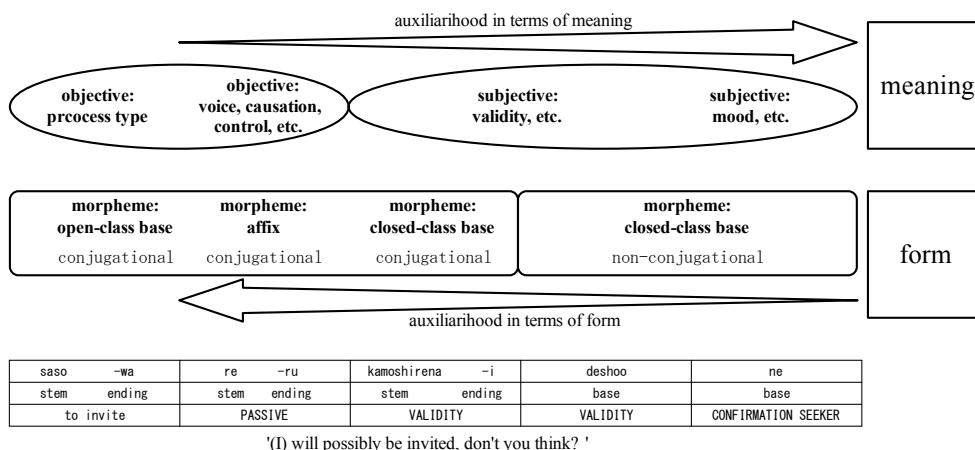 auxiliarihood in terms of meaning
meaning
objective:
prcocess type
objective:
voice, causation,
control, etc.
subjective:
validity, etc.
subjective:
mood, etc.
morpheme:
open-class base
conjugational
morpheme:
affix
conjugational
morpheme:
closed-class base
conjugational
morpheme:
closed-class base
non-conjugational
form
auxiliarihood in terms of form
saso -wa re -ru kamoshirena -i deshoo ne
stem ending stem ending stem ending base base
to invite PASSIVE VALIDITY VALIDITY CONFIRMATION SEEKER
'(I) will possibly be invited, don't you think? '